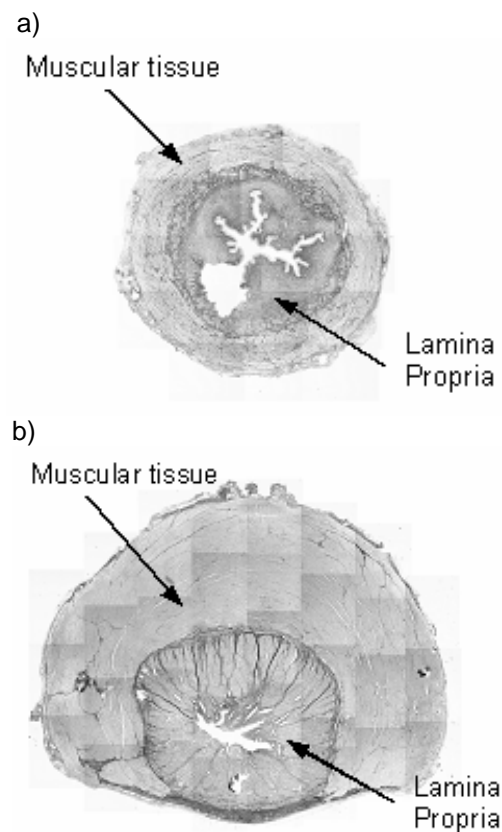 a)
Muscular tissue
Lamina
Propria
b)
Muscular tissue
Lamina
Propria